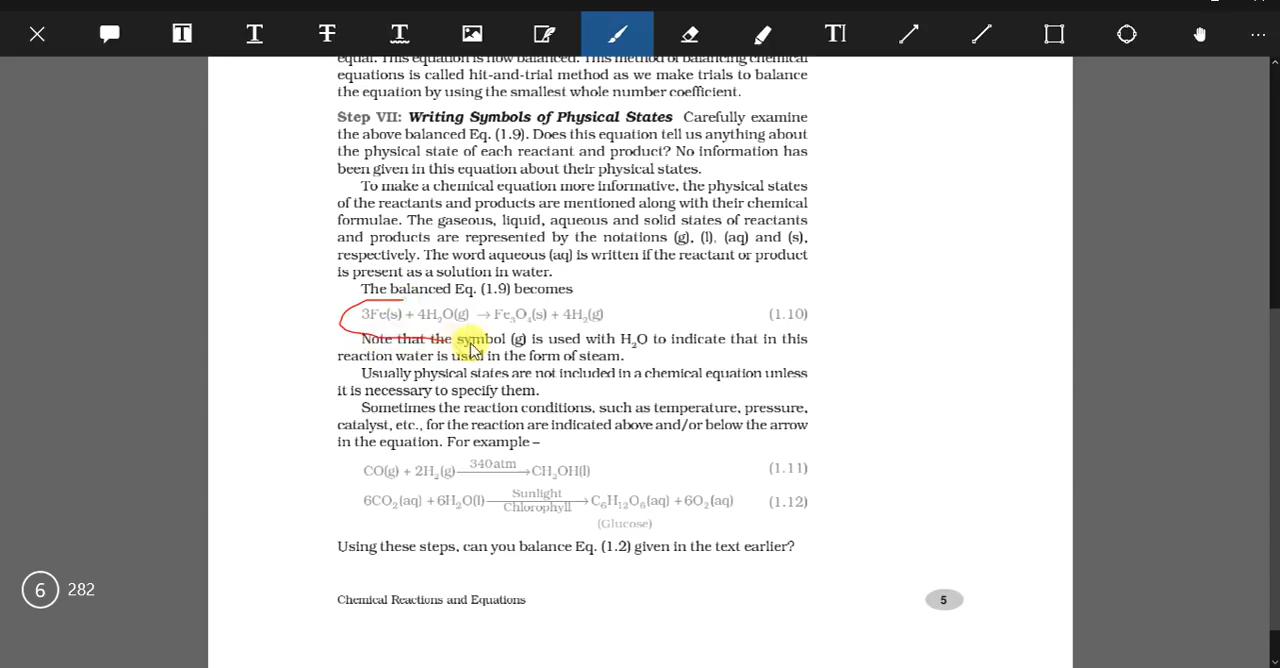 equal. This equation is now balanced. This method of balancing chemical
equations is called hit-and-trial method as we make trials to balance
the equation by using the smallest whole number coefficient.
Step VII: Writing Symbols of Physical States Carefully examine
the above balanced Eq. (1.9). Does this equation tell us anything about
the physical state of each reactant and product? No information has
been given in this equation about their physical states.
To make a chemical equation more informative, the physical states
of the reactants and products are mentioned along with their chemical
formulae. The gaseous, liquid, aqueous and solid states of reactants
and products are represented by the notations (g), (l), (aq) and (s),
respectively. The word aqueous (aq) is written if the reactant or product
is present as a solution in water.
The balanced Eq. (1.9) becomes
3Fe(s) + 4H₂O(g) → Fe₃O₄(s) + 4H₂(g) (1.10)
Note that the symbol (g) is used with H₂O to indicate that in this
reaction water is used in the form of steam.
Usually physical states are not included in a chemical equation unless
it is necessary to specify them.
Sometimes the reaction conditions, such as temperature, pressure,
catalyst, etc., for the reaction are indicated above and/or below the arrow
in the equation. For example –
340 atm
CO(g) + 2H₂(g) → CH₃OH(l) (1.11)
Sunlight
6CO₂(aq) + 6H₂O(l) → C₆H₁₂O₆(aq) + 6O₂(aq) (1.12)
Chlorophyll
(Glucose)
Using these steps, can you balance Eq. (1.2) given in the text earlier?
6 282
Chemical Reactions and Equations 5